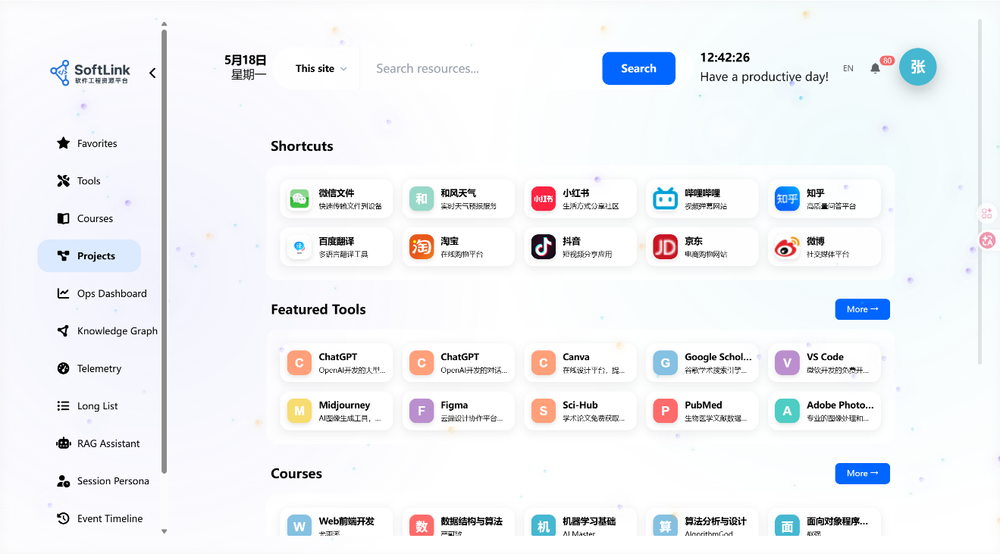 SoftLink
软件工程资源平台
5月18日
星期一
This site
Search resources...
Search
12:42:26
Have a productive day!
EN
80
张
Favorites
Tools
Courses
Projects
Ops Dashboard
Knowledge Graph
Telemetry
Long List
RAG Assistant
Session Persona
Event Timeline
Shortcuts
微信文件
快速传输文件到设备
和
和风天气
实时天气预报服务
小红书
小红书
生活方式分享社区
哔哩哔哩
视频弹幕网站
知乎
知乎
高质量问答平台
百度翻译
多语言翻译工具
淘
淘宝
在线购物平台
抖音
短视频分享应用
JD
京东
电商购物网站
微博
社交媒体平台
Featured Tools
More →
C
ChatGPT
OpenAI开发的大型...
C
ChatGPT
OpenAI开发的对话...
C
Canva
在线设计平台，提...
G
Google Schol...
谷歌学术搜索引擎...
V
VS Code
微软开发的免费开...
M
Midjourney
AI图像生成工具，...
F
Figma
云端设计协作平台...
S
Sci-Hub
学术论文免费获取...
P
PubMed
生物医学文献数据...
A
Adobe Photo...
专业的图像处理和...
Courses
More →
W
Web前端开发
尤雨溪
数
数据结构与算法
严蔚敏
机
机器学习基础
AI Master
算
算法分析与设计
AlgorithmGod
面
面向对象程序...
赵强